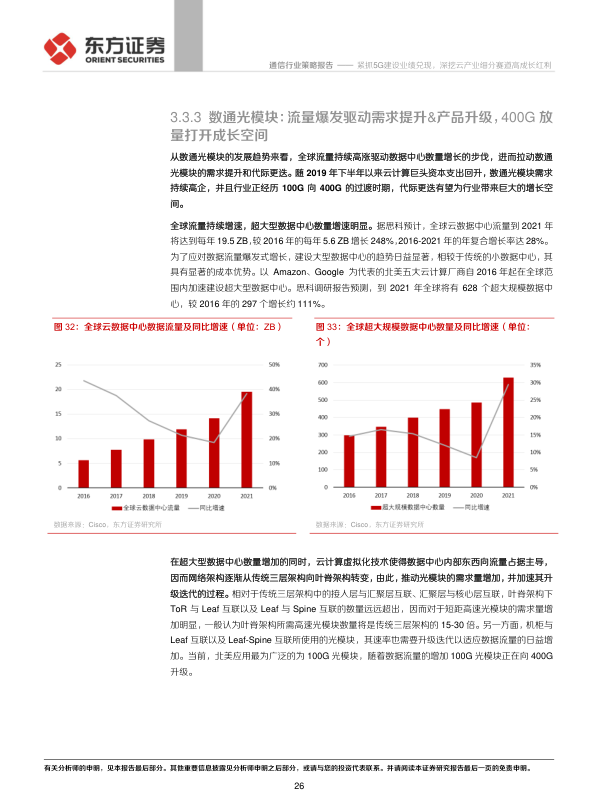 东方证券
ORIENT SECURITIES
通信行业策略报告 —— 紧抓5G建设业绩兑现，深挖云产业细分赛道高成长红利
3.3.3 数通光模块：流量爆发驱动需求提升&产品升级，400G 放
量打开成长空间
从数通光模块的发展趋势来看，全球流量持续高涨驱动数据中心数量增长的步伐，进而拉动数通
光模块的需求提升和代际更迭。随 2019 年下半年以来云计算巨头资本支出回升，数通光模块需求
持续高企，并且行业正经历 100G 向 400G 的过渡时期，代际更迭有望为行业带来巨大的增长空
间。
全球流量持续增速，超大型数据中心数量增速明显。据思科预计，全球云数据中心流量到 2021 年
将达到每年 19.5 ZB,较 2016 年的每年 5.6 ZB 增长 248%,2016-2021 年的年复合增长率达 28%。
为了应对数据流量爆发式增长，建设大型数据中心的趋势日益显著，相较于传统的小数据中心，其
具有显著的成本优势。以 Amazon、Google 为代表的北美五大云计算厂商自 2016 年起在全球范
围内加速建设超大型数据中心。思科调研报告预测，到 2021 年全球将有 628 个超大规模数据中
心，较 2016 年的 297 个增长约 111%。
图 32：全球云数据中心数据流量及同比增速（单位：ZB）
25
20
15
10
5
0
50%
40%
30%
20%
10%
0%
2016 2017 2018 2019 2020 2021
全球云数据中心流量 同比增速
数据来源：Cisco、东方证券研究所
图 33：全球超大规模数据中心数量及同比增速（单位：
个）
700
600
500
400
300
200
100
0
35%
30%
25%
20%
15%
10%
5%
0%
2016 2017 2018 2019 2020 2021
超大规模数据中心数量 同比增速
数据来源：Cisco、东方证券研究所
在超大型数据中心数量增加的同时，云计算虚拟化技术使得数据中心内部东西向流量占据主导，
因而网络架构逐渐从传统三层架构向叶脊架构转变，由此，推动光模块的需求量增加，并加速其升
级迭代的过程。相对于传统三层架构中的接入层与汇聚层互联、汇聚层与核心层互联，叶脊架构下
ToR 与 Leaf 互联以及 Leaf 与 Spine 互联的数量远远超出，因而对于短距高速光模块的需求量增
加明显，一般认为叶脊架构所需高速光模块数量将是传统三层架构的 15-30 倍。另一方面，机柜与
Leaf 互联以及 Leaf-Spine 互联所使用的光模块，其速率也需要升级迭代以适应数据流量的日益增
加。当前，北美应用最为广泛的为 100G 光模块，随着数据流量的增加 100G 光模块正在向 400G
升级。
有关分析师的申明，见本报告最后部分。其他重要信息披露见分析师申明之后部分，或请与您的投资代表联系。并请阅读本证券研究报告最后一页的免责申明。
26